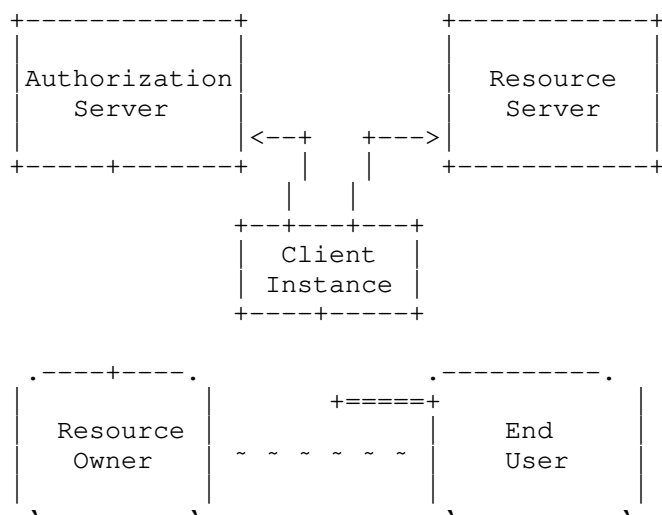 Authorization
Server
Resource
Server
Client
Instance
Resource
Owner
End
User